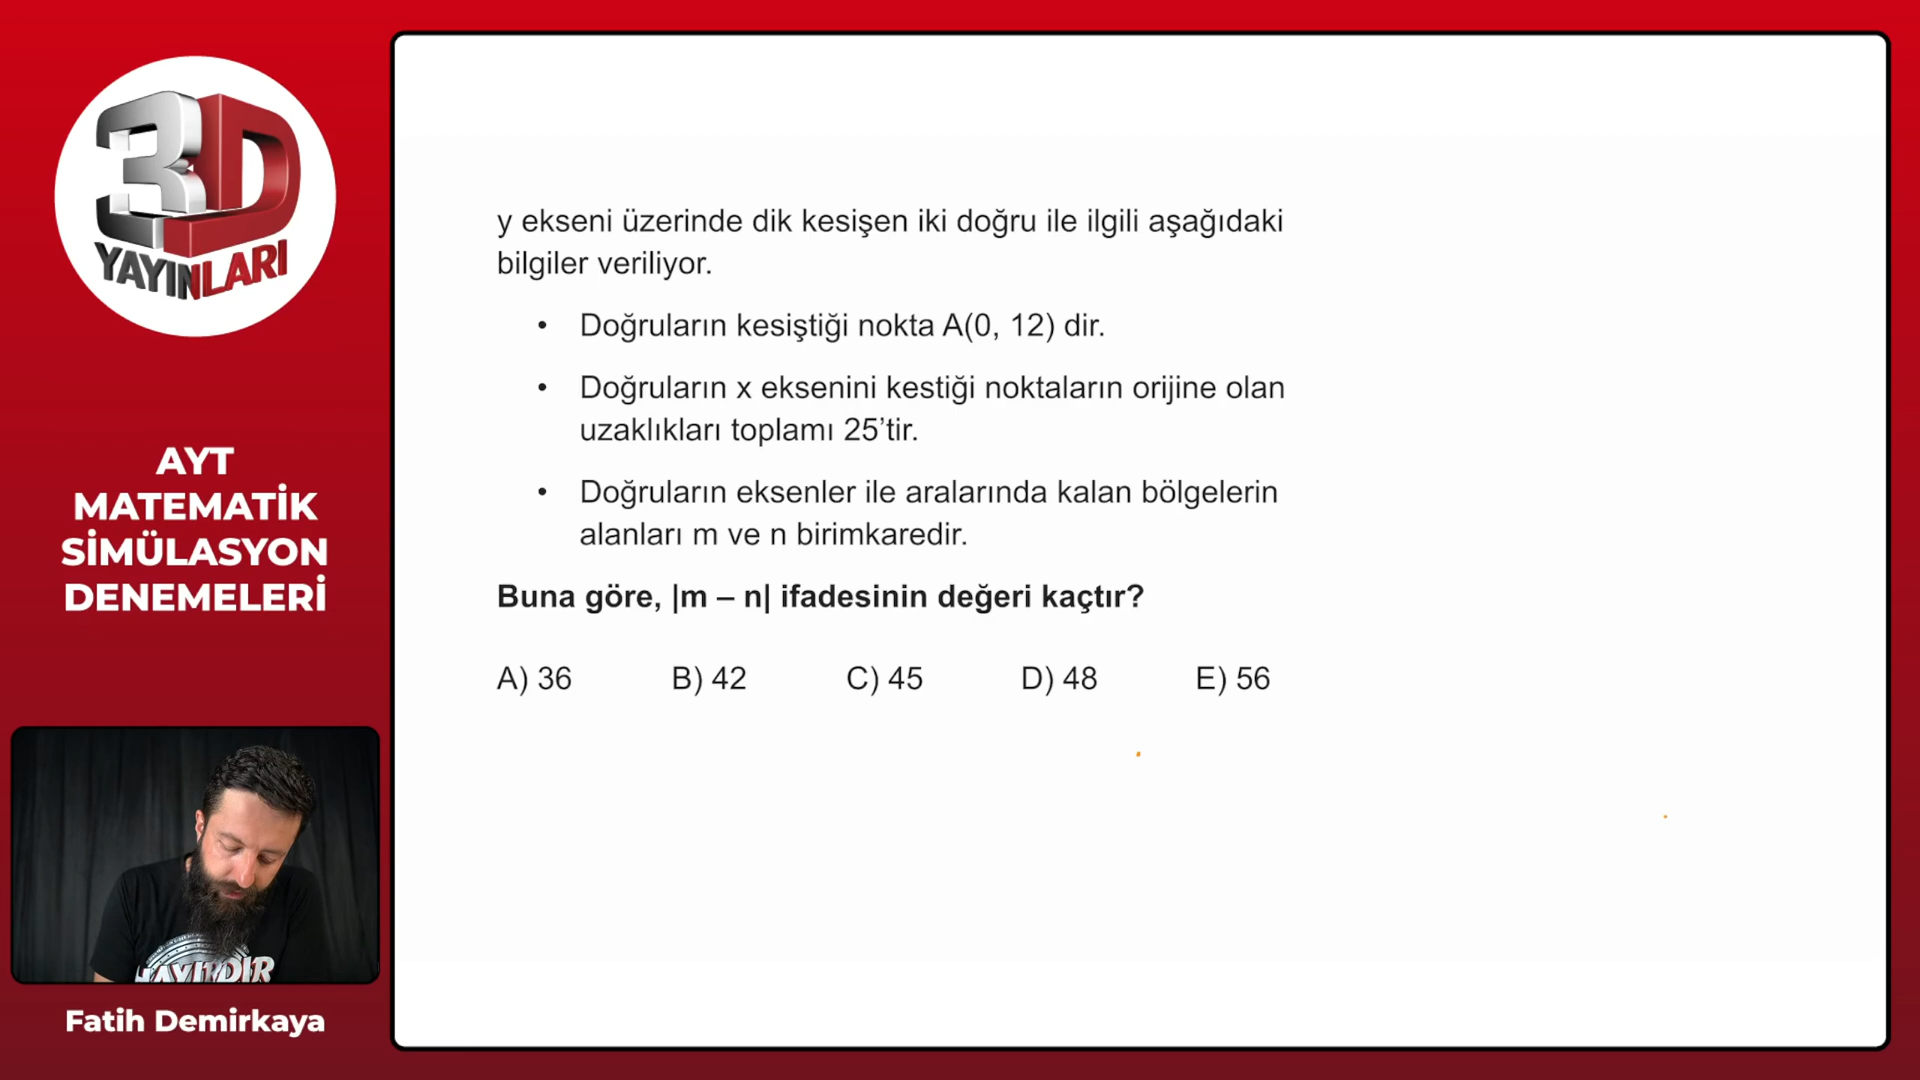 3D
YAYINLARI
AYT
MATEMATİK
SİMÜLASYON
DENEMELERİ
HAYIRDIR
Fatih Demirkaya
y ekseni üzerinde dik kesişen iki doğru ile ilgili aşağıdaki
bilgiler veriliyor.
• Doğruların kesiştiği nokta A(0, 12) dir.
• Doğruların x eksenini kestiği noktaların orijine olan
uzaklıkları toplamı 25’tir.
• Doğruların eksenler ile aralarında kalan bölgelerin
alanları m ve n birimkaredir.
Buna göre, |m – n| ifadesinin değeri kaçtır?
A) 36 B) 42 C) 45 D) 48 E) 56